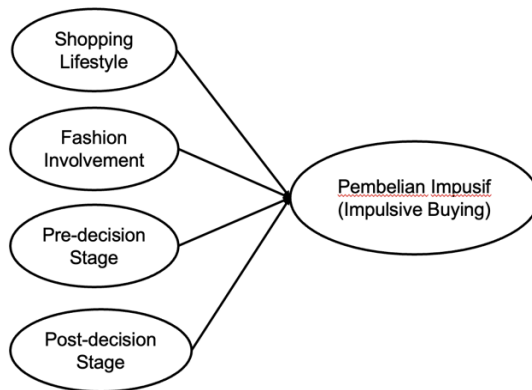 Shopping
Lifestyle
Fashion
Involvement
Pre-decision
Stage
Post-decision
Stage
Pembelian Impusif
(Impulsive Buying)